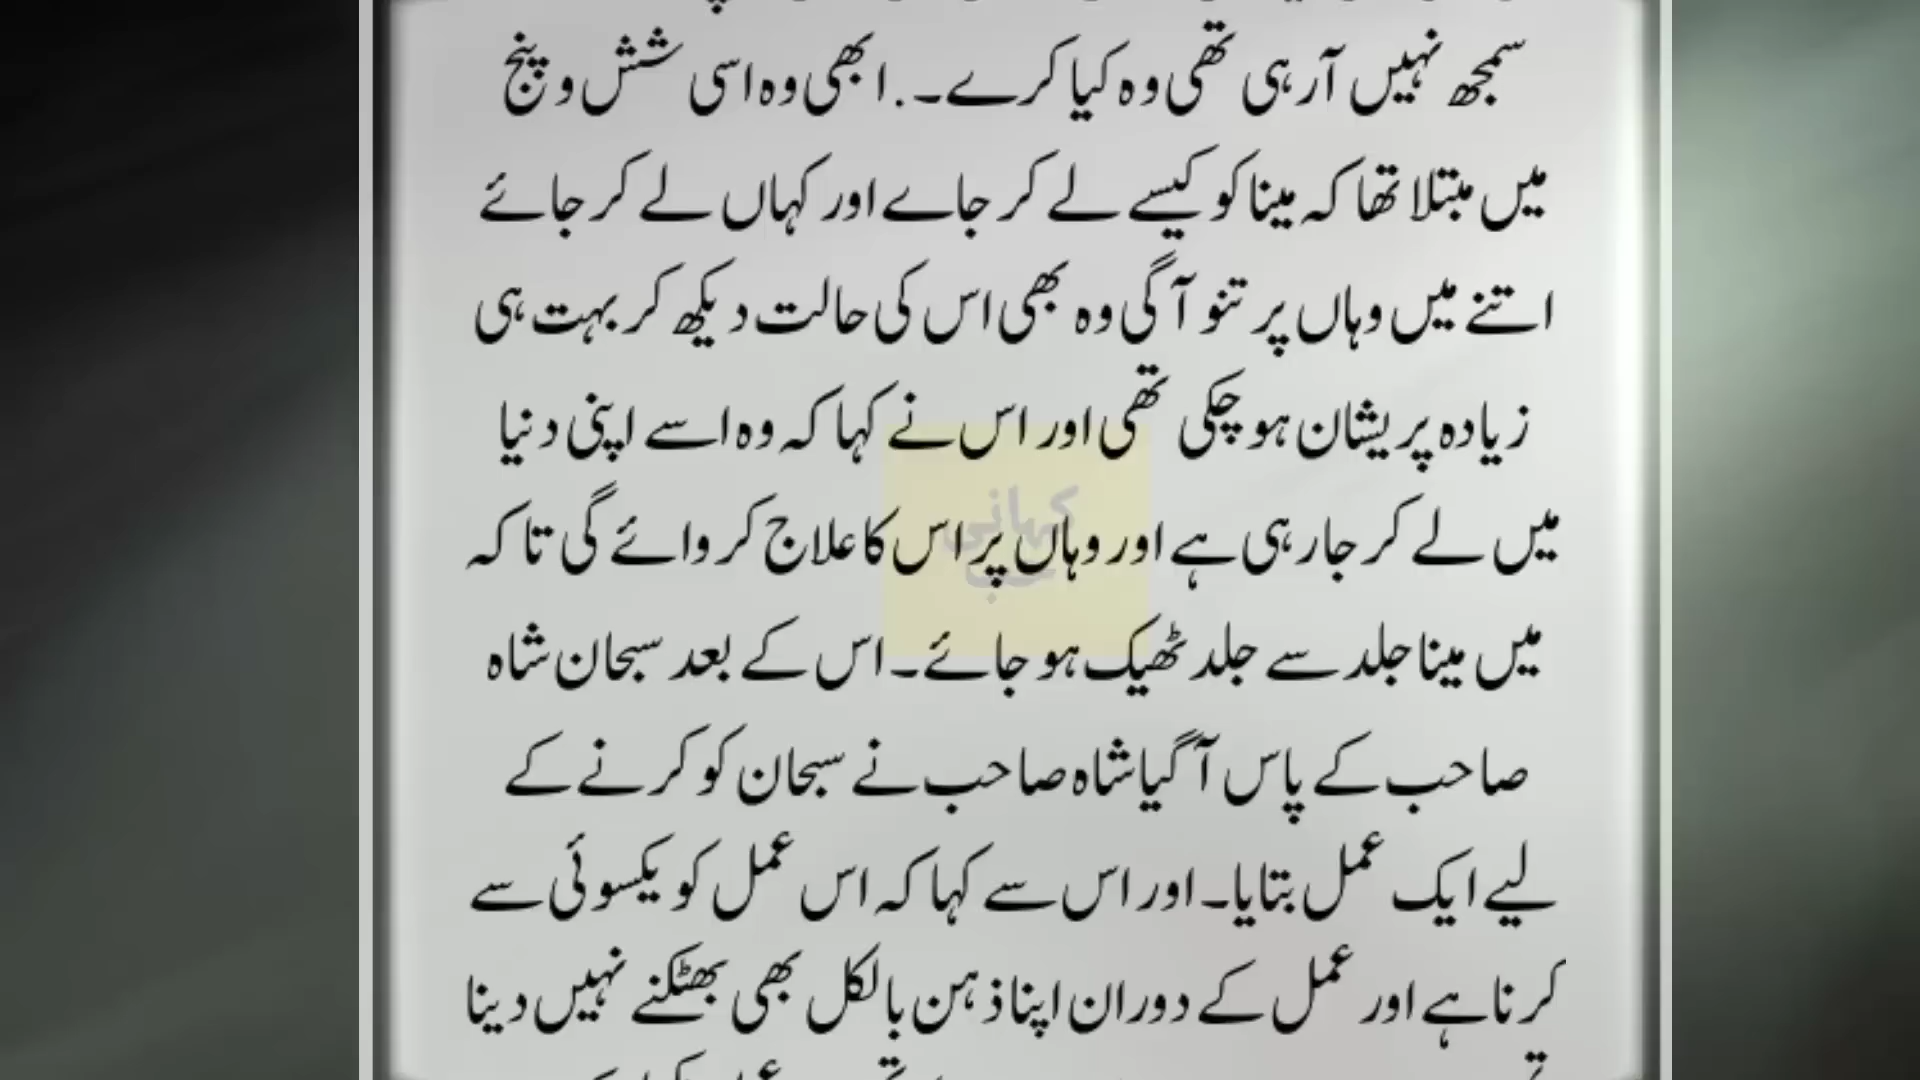 سمجھ نہیں آرہی تھی وہ کیا کرے۔.ابھی وہ اسی شش و پنج
میں مبتلا تھا کہ مینا کو کیسے لے کر جاے اور کہاں لے کر جائے
اتنے میں وہاں پر تنو آگی وہ بھی اس کی حالت دیکھ کر بہت ہی
زیادہ پریشان ہو چکی تھی اور اس نے کہا کہ وہ اسے اپنی دنیا
میں لے کر جارہی ہے اور وہاں پر اس کا علاج کروائے گی تا کہ
میں مینا جلد سے جلد ٹھیک ہو جائے۔اس کے بعد سبحان شاہ
صاحب کے پاس آگیا شاہ صاحب نے سبحان کو کرنے کے
لیے ایک عمل بتایا۔اور اس سے کہا کہ اس عمل کو یکسوئی سے
کرنا ہے اور عمل کے دوران اپنا ذہن بالکل بھی بھٹکنے نہیں دینا
کہانی